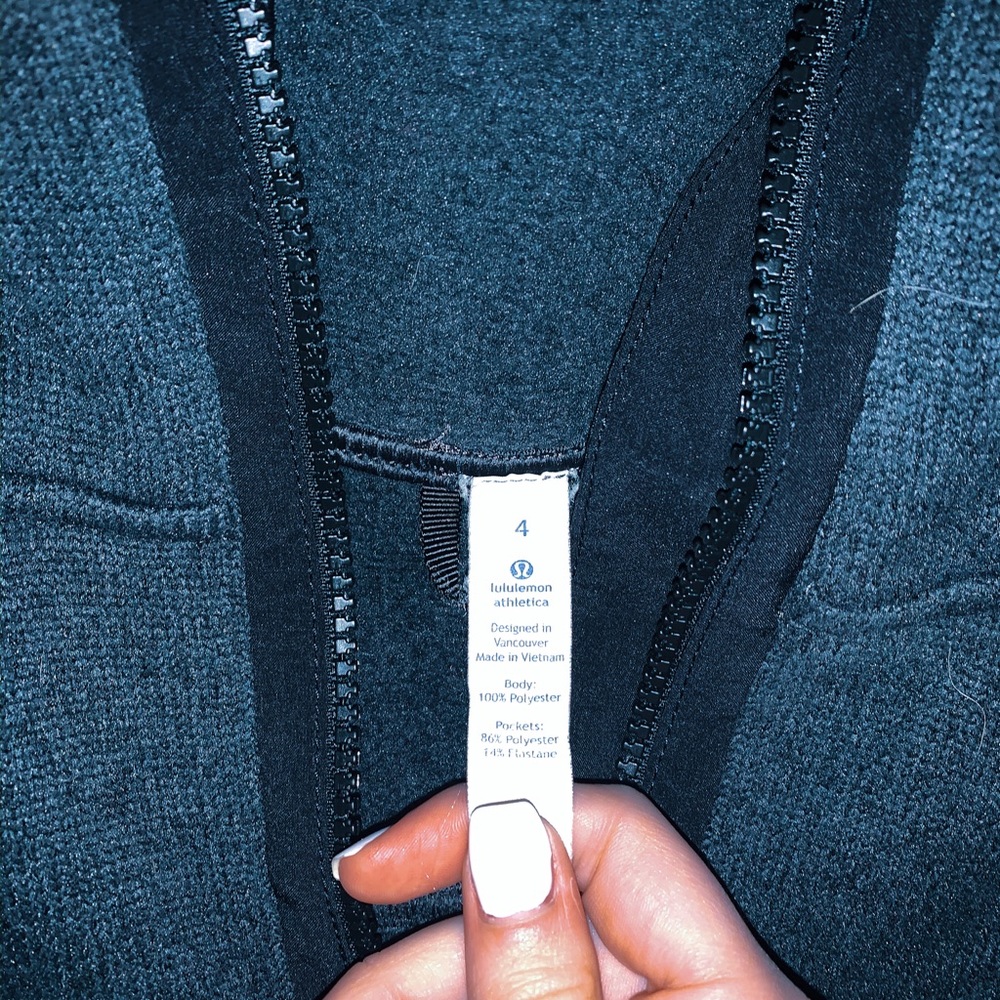 4
lululemon
athletica
Designed in
Vancouver
Made in Vietnam
Body:
100% Polyester
Pockets:
86% Polyester
14% Elastane